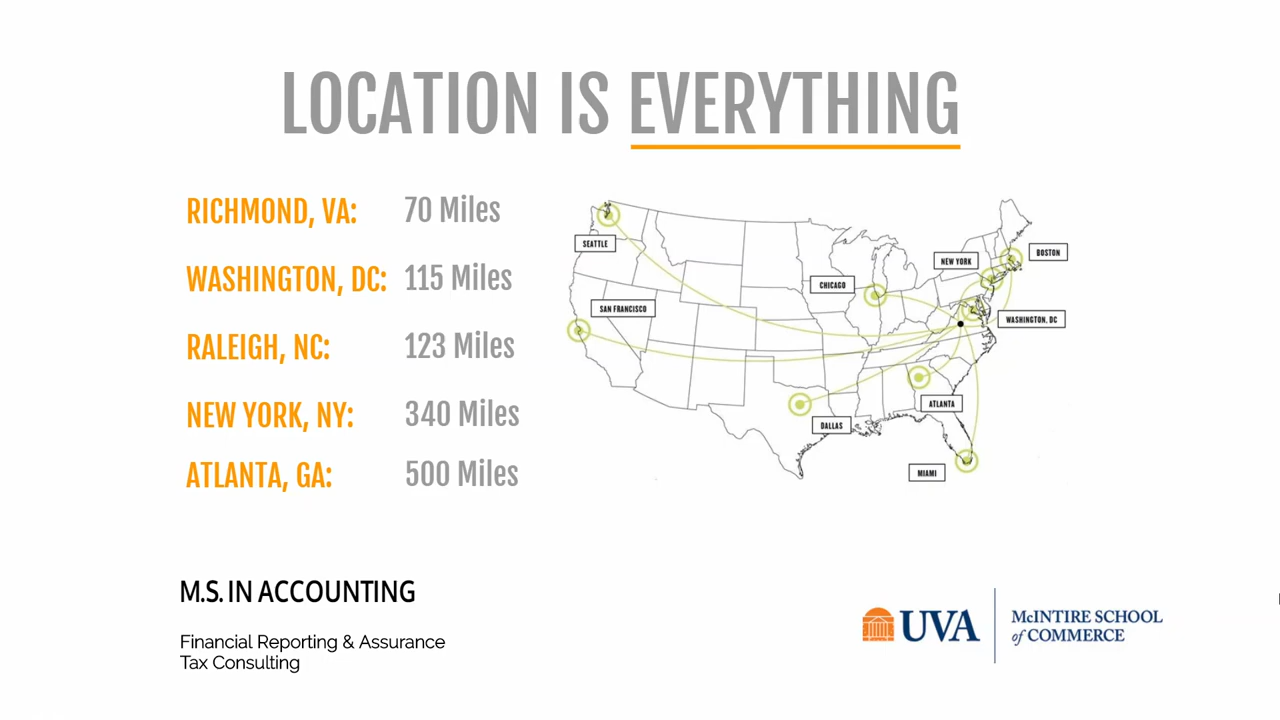 LOCATION IS EVERYTHING
RICHMOND, VA: 70 Miles
WASHINGTON, DC: 115 Miles
RALEIGH, NC: 123 Miles
NEW YORK, NY: 340 Miles
ATLANTA, GA: 500 Miles
SEATTLE
BOSTON
NEW YORK
CHICAGO
SAN FRANCISCO
WASHINGTON, DC
ATLANTA
DALLAS
MIAMI
M.S. IN ACCOUNTING
Financial Reporting & Assurance
Tax Consulting
UVA
McINTIRE SCHOOL
of COMMERCE